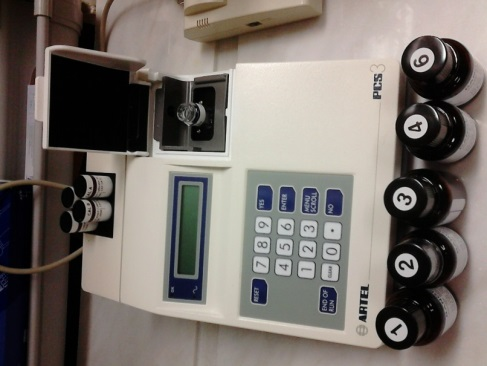 RESET 7 8 9 YES
4 5 6 ENTER
1 2 3 MENU
SCROLL
END OF
RUN CLEAR 0 . NO
ARTEL PCS3
1
2
3
4
6